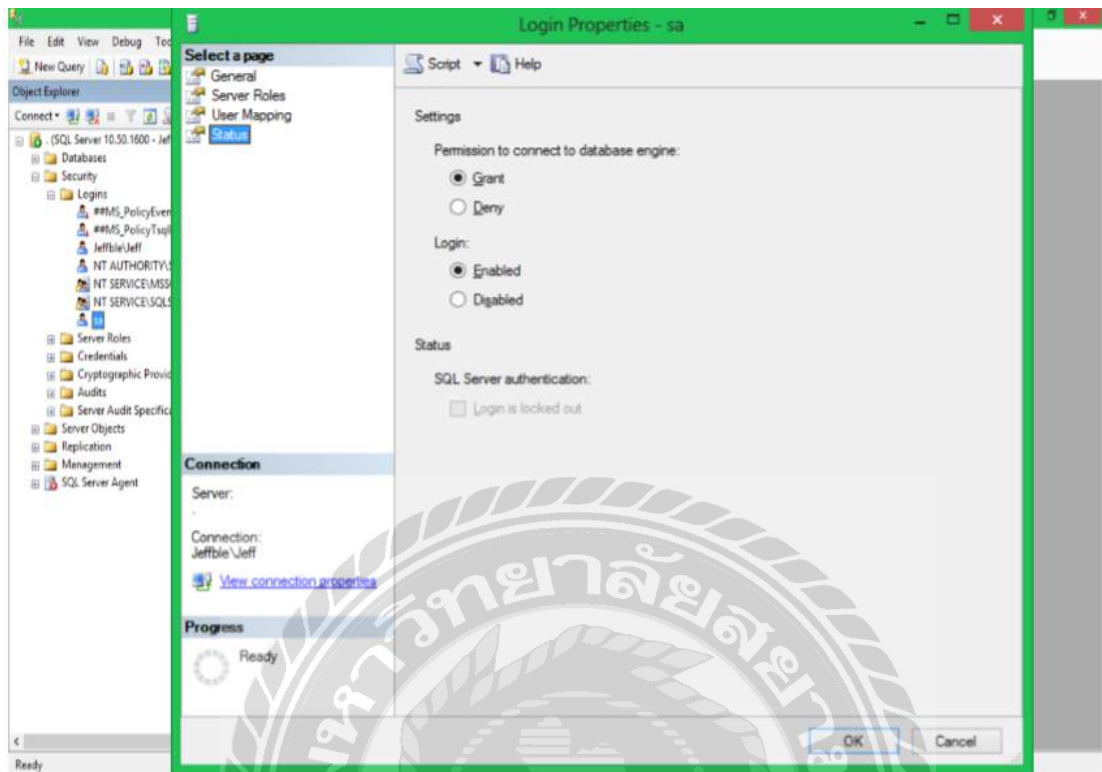 Login Properties - sa
File Edit View Debug
New Query
Object Explorer
Connect
. (SQL Server 10.50.1600 - Jef
Databases
Security
Logins
##MS_PolicyEven
##MS_PolicyTsql
Jeffble\Jeff
NT AUTHORITY\
NT SERVICE\MSS
NT SERVICE\SQLS
sa
Server Roles
Credentials
Cryptographic Provid
Audits
Server Audit Specific
Server Objects
Replication
Management
SQL Server Agent
Ready
Select a page
General
Server Roles
User Mapping
Status
Connection
Server:
.
Connection:
Jeffble\Jeff
View connection properties
Progress
Ready
Script Help
Settings
Permission to connect to database engine:
Grant
Deny
Login:
Enabled
Disabled
Status
SQL Server authentication:
Login is locked out
OK Cancel